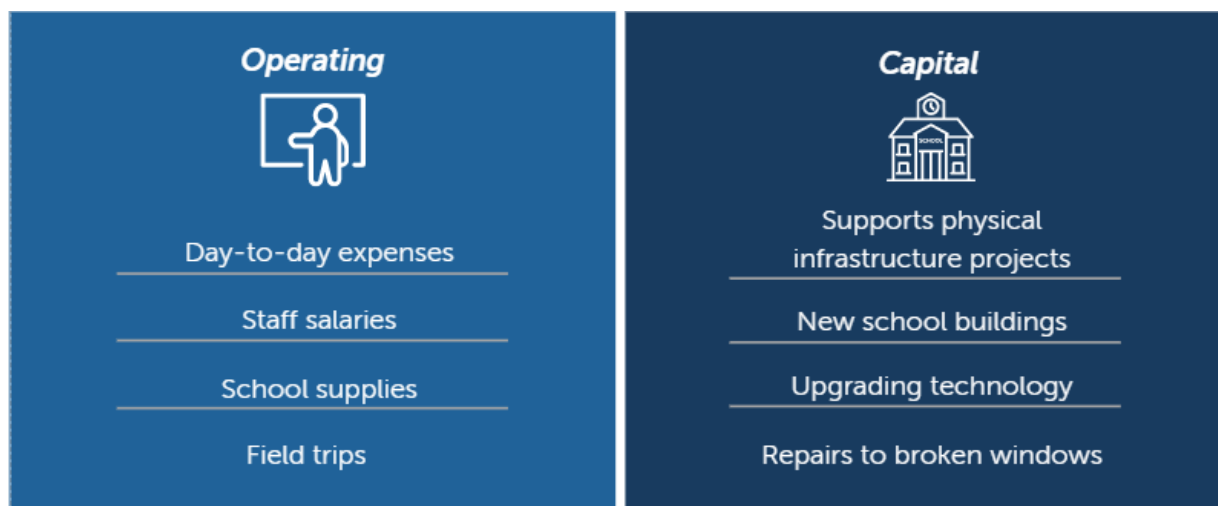 Operating
Day-to-day expenses
Staff salaries
School supplies
Field trips
Capital
SCHOOL
Supports physical
infrastructure projects
New school buildings
Upgrading technology
Repairs to broken windows